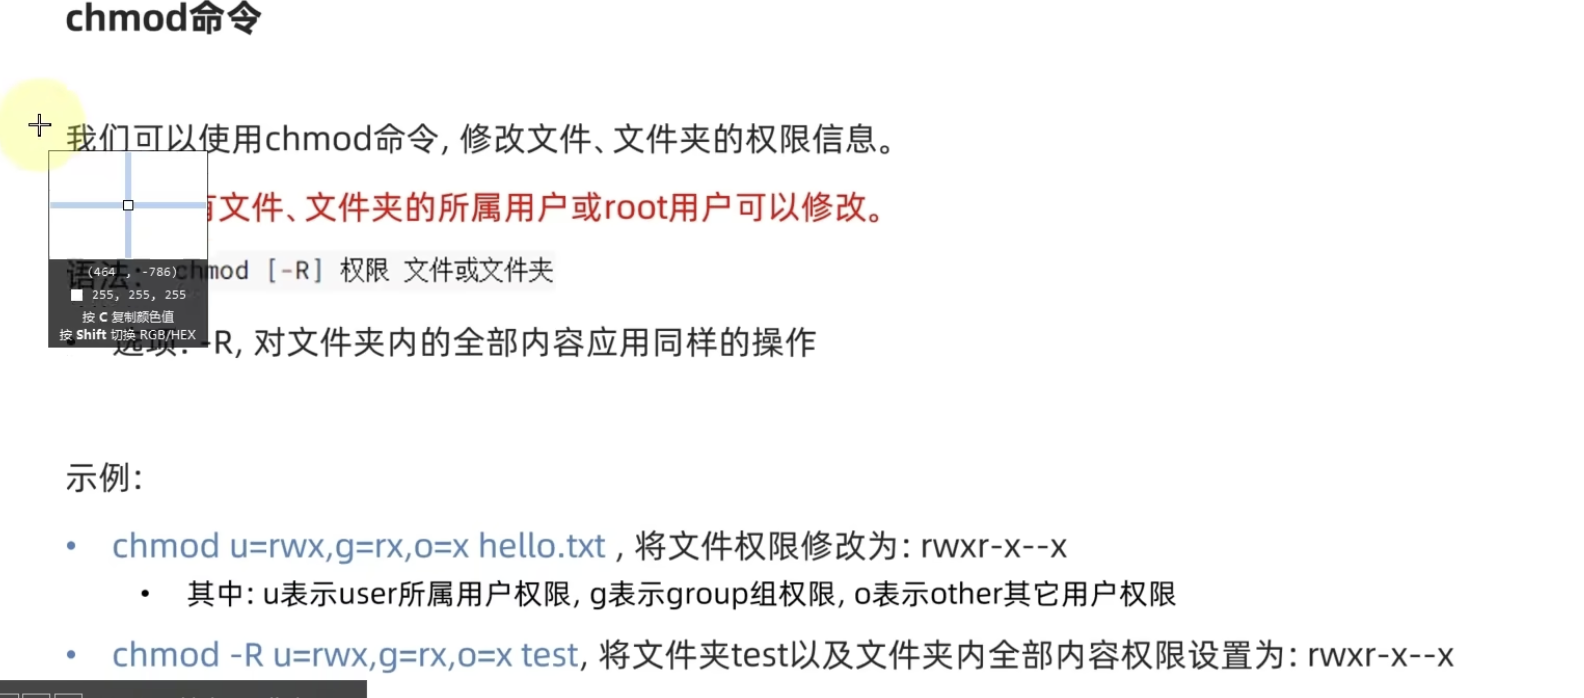 chmod命令
我们可以使用chmod命令, 修改文件、文件夹的权限信息。
文件、文件夹的所属用户或root用户可以修改。
(464 , -786)
语法: chmod [-R] 权限 文件或文件夹
255, 255, 255
按 C 复制颜色值
按 Shift 切换 RGB/HEX
• 选项: -R, 对文件夹内的全部内容应用同样的操作
示例:
• chmod u=rwx,g=rx,o=x hello.txt , 将文件权限修改为: rwxr-x--x
• 其中: u表示user所属用户权限, g表示group组权限, o表示other其它用户权限
• chmod -R u=rwx,g=rx,o=x test, 将文件夹test以及文件夹内全部内容权限设置为: rwxr-x--x